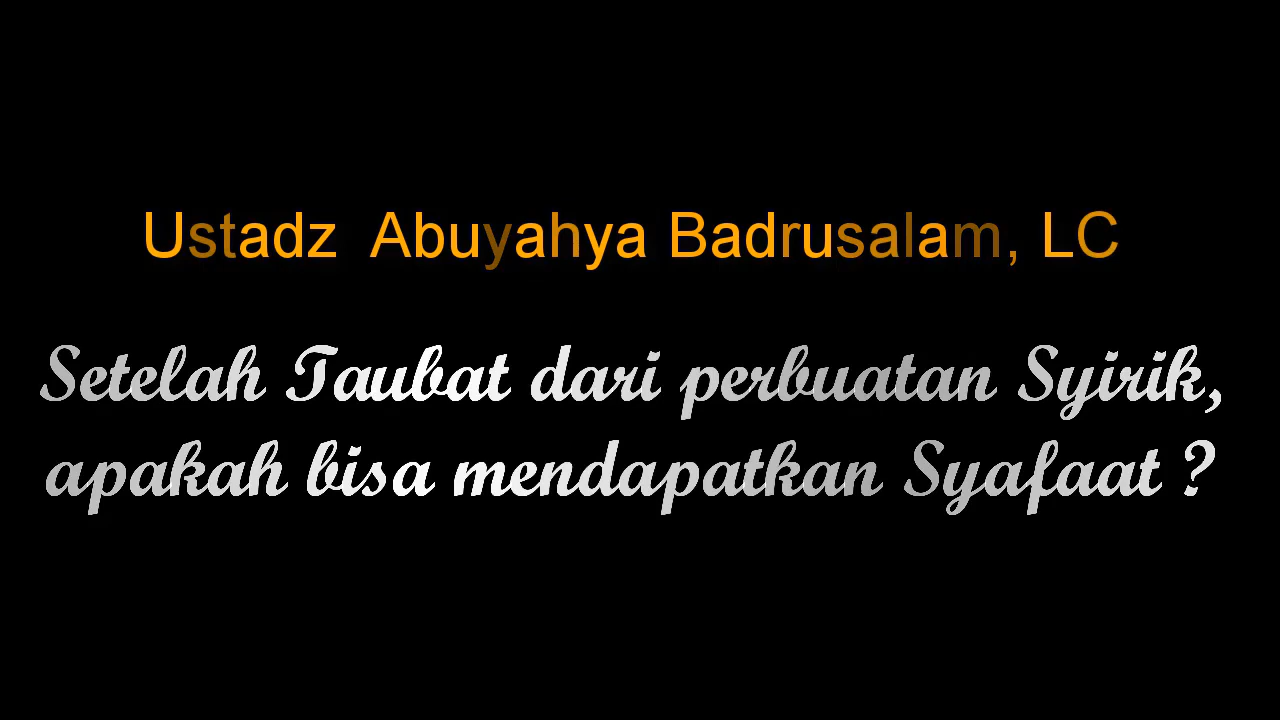 Ustadz Abuyahya Badrusalam, LC
Setelah Taubat dari perbuatan Syirik,
apakah bisa mendapatkan Syafaat ?